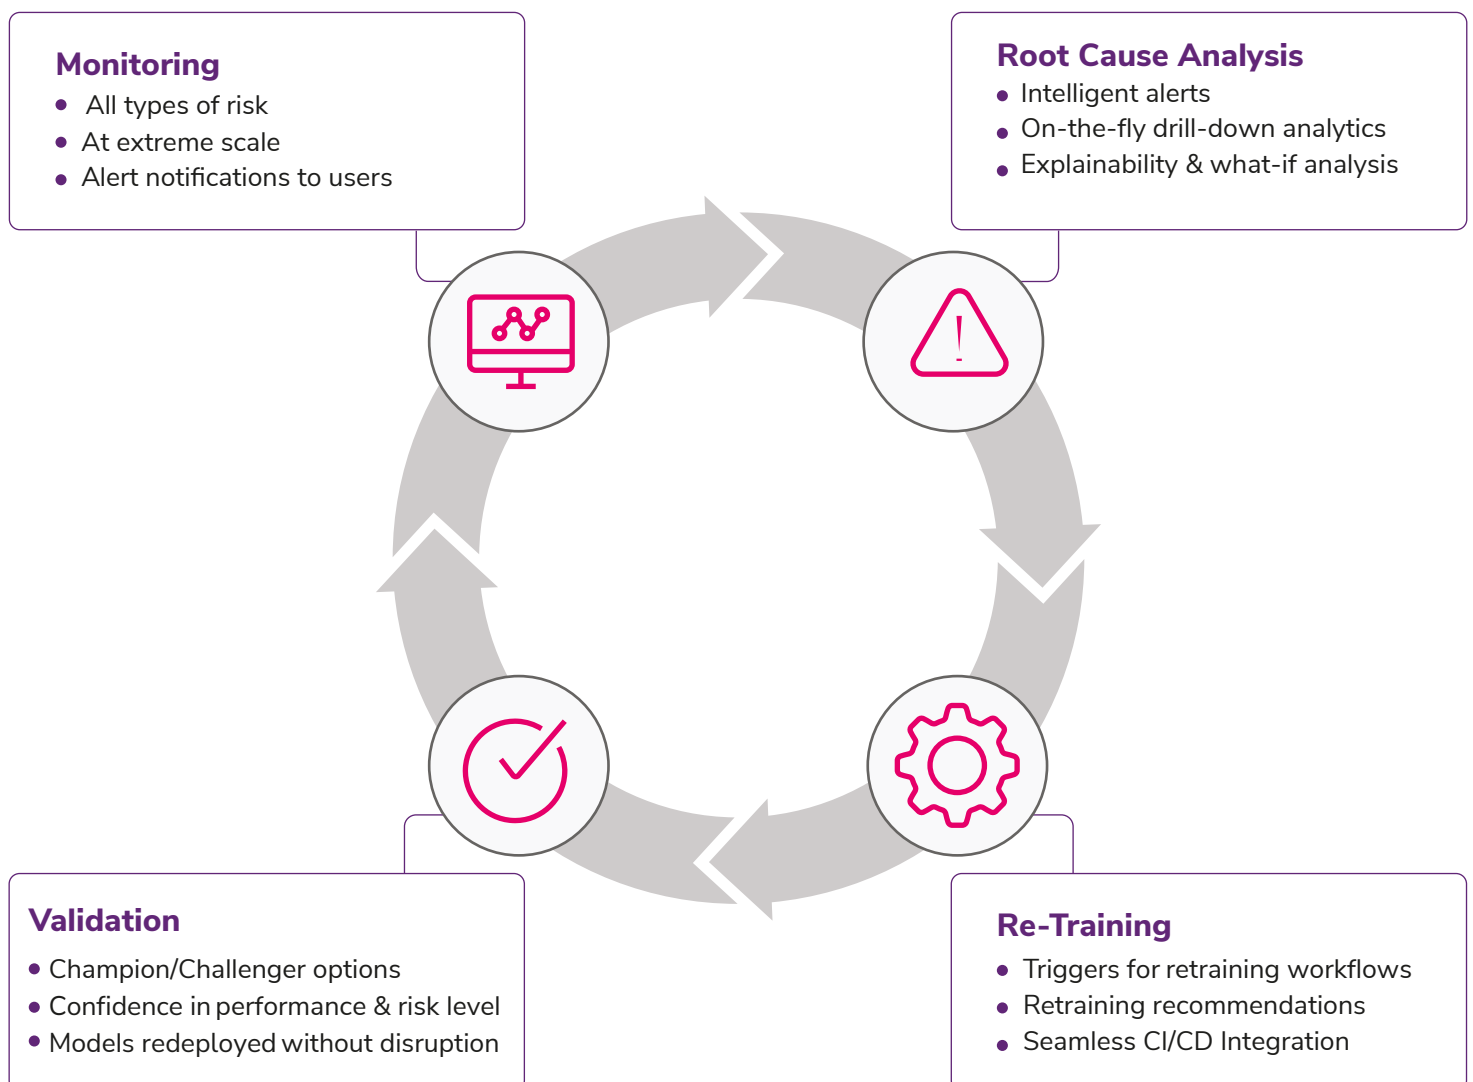 Monitoring
All types of risk
At extreme scale
Alert notifications to users
Root Cause Analysis
Intelligent alerts
On-the-fly drill-down analytics
Explainability & what-if analysis
Validation
Champion/Challenger options
Confidence in performance & risk level
Models redeployed without disruption
Re-Training
Triggers for retraining workflows
Retraining recommendations
Seamless CI/CD Integration